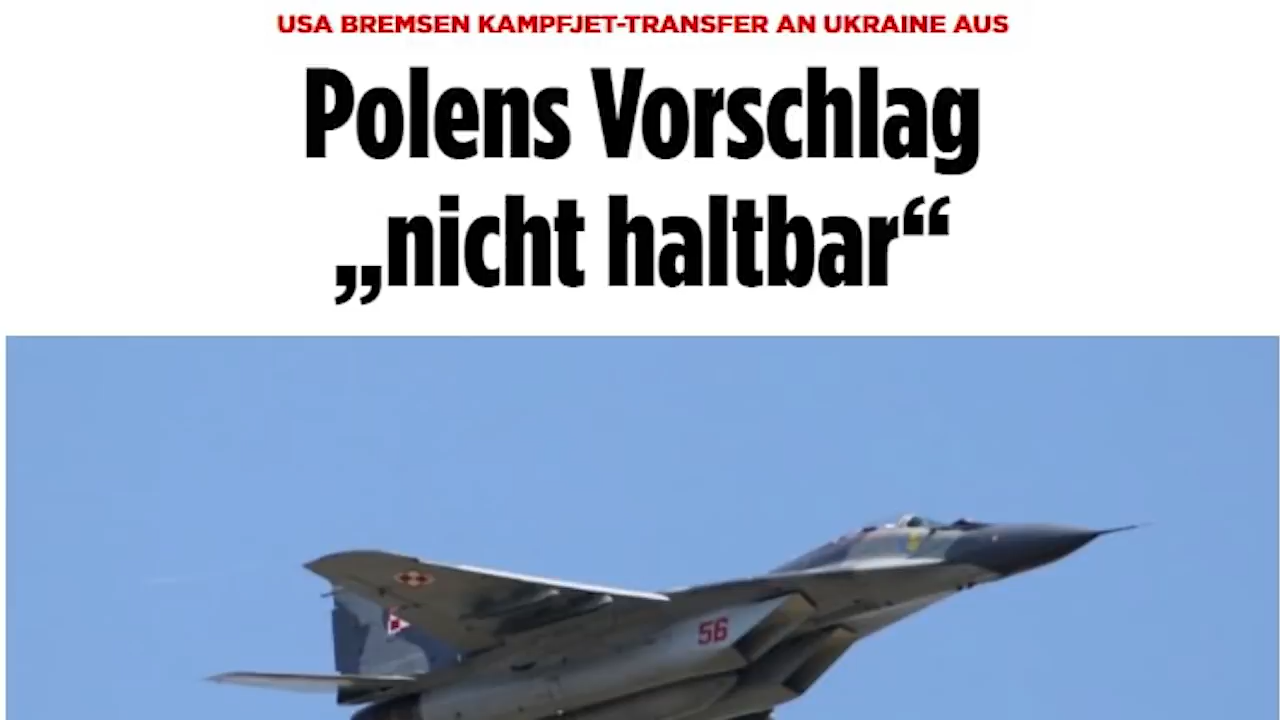 USA BREMSEN KAMPFJET-TRANSFER AN UKRAINE AUS
Polens Vorschlag
„nicht haltbar“
56